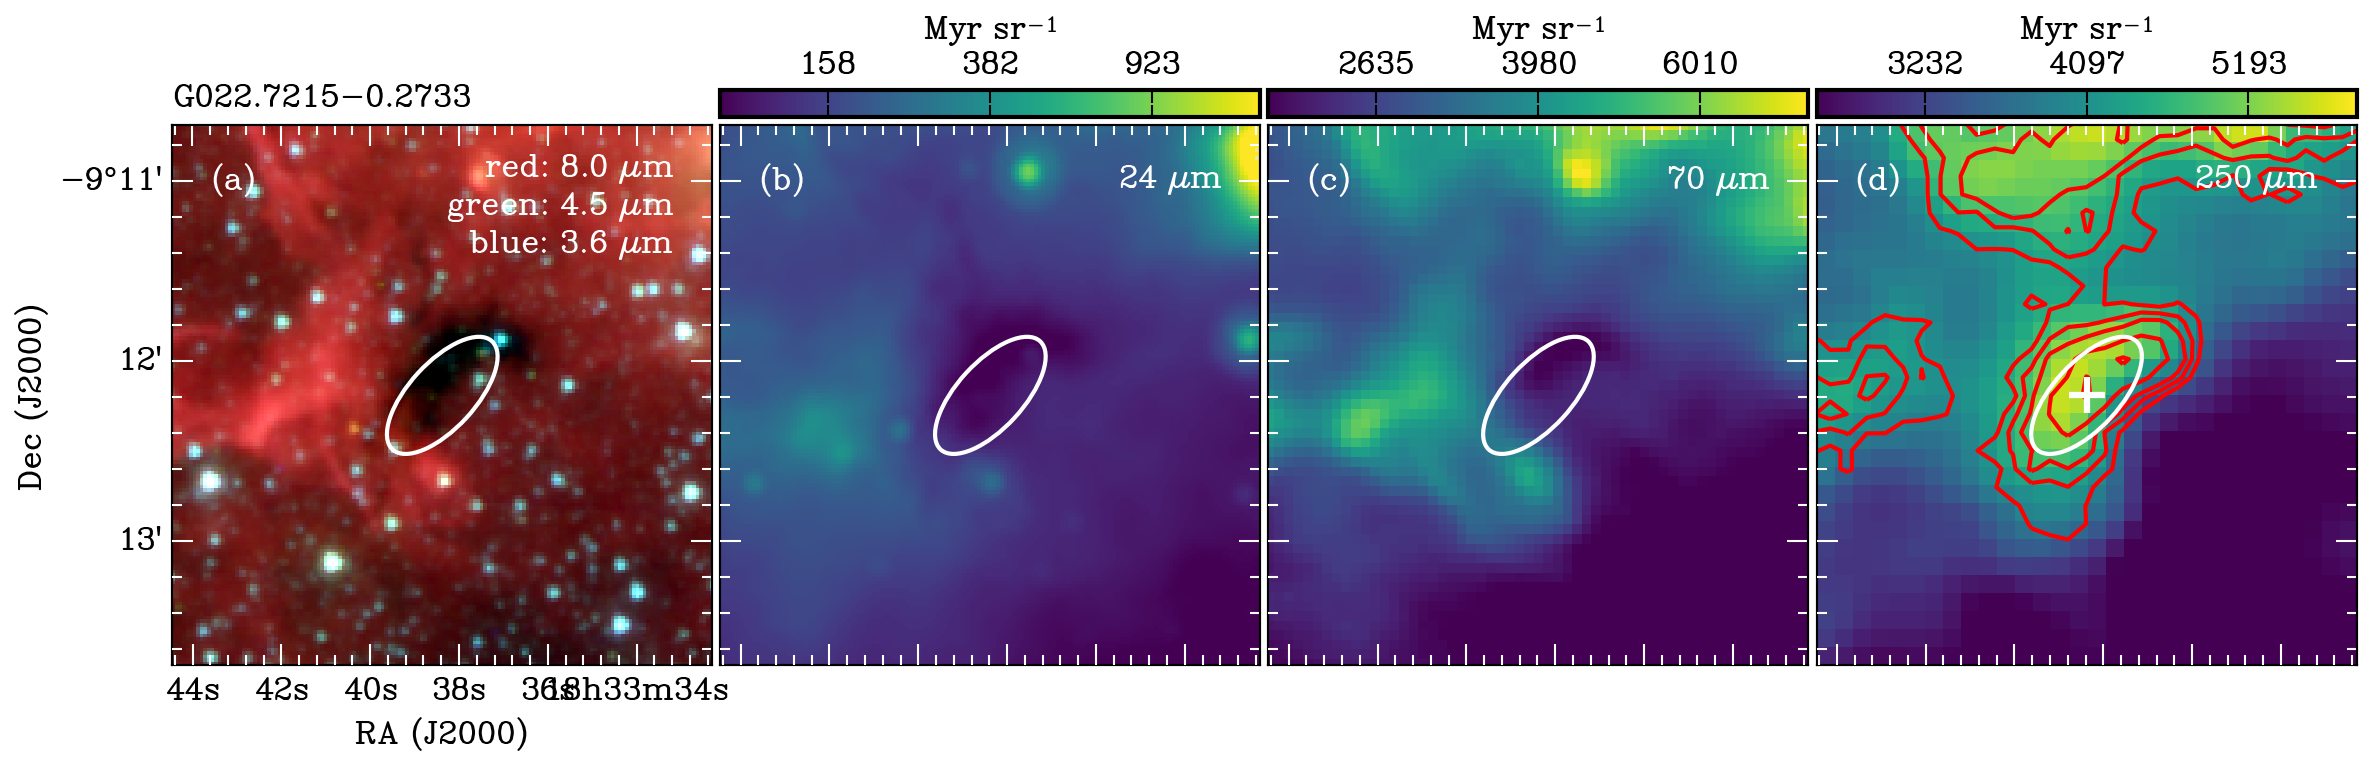 G022.7215−0.2733
(a)
red: 8.0 μm
green: 4.5 μm
blue: 3.6 μm
−9°11'
12'
13'
Dec (J2000)
44s 42s 40s 38s 36s 18h33m34s
RA (J2000)
Myr sr⁻¹
158 382 923
(b)
24 μm
Myr sr⁻¹
2635 3980 6010
(c)
70 μm
Myr sr⁻¹
3232 4097 5193
(d)
250 μm